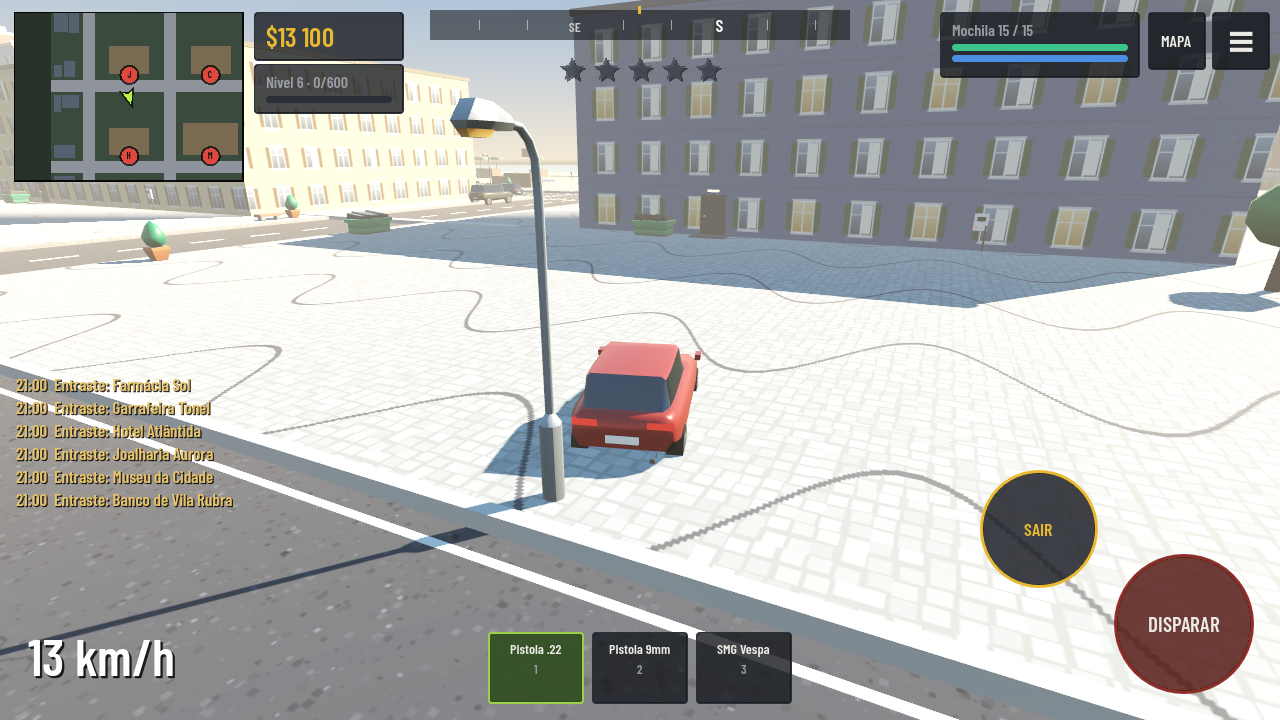 J
C
H
M
$13 100
Nível 6 · 0/600
SE
S
Mochila 15 / 15
MAPA
21:00 Entraste: Farmácia Sol
21:00 Entraste: Garrafeira Tonel
21:00 Entraste: Hotel Atlântida
21:00 Entraste: Joalharia Aurora
21:00 Entraste: Museu da Cidade
21:00 Entraste: Banco de Vila Rubra
SAIR
DISPARAR
13 km/h
Pistola .22
1
Pistola 9mm
2
SMG Vespa
3